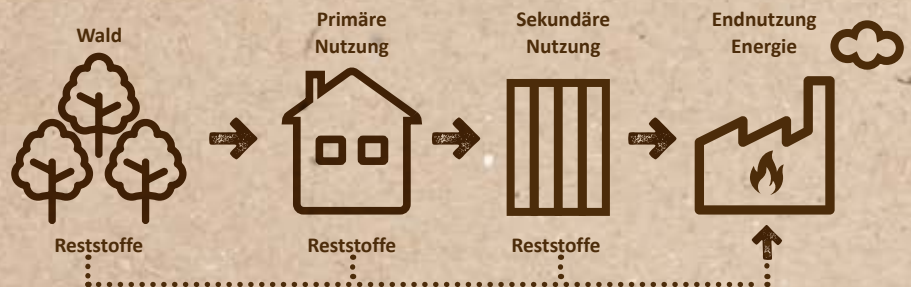 Wald
Primäre
Nutzung
Sekundäre
Nutzung
Endnutzung
Energie
Reststoffe
Reststoffe
Reststoffe